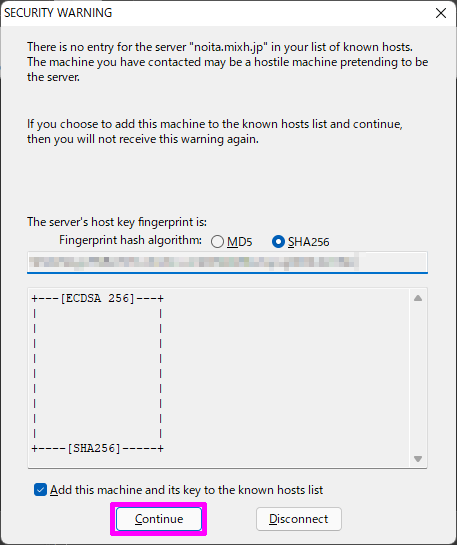 SECURITY WARNING
There is no entry for the server "noita.mixh.jp" in your list of known hosts.
The machine you have contacted may be a hostile machine pretending to be
the server.
If you choose to add this machine to the known hosts list and continue,
then you will not receive this warning again.
The server's host key fingerprint is:
Fingerprint hash algorithm: MD5 SHA256
+---[ECDSA 256]---+
| |
| |
| |
| |
| |
| |
| |
| |
| |
+----[SHA256]-----+
Add this machine and its key to the known hosts list
Continue Disconnect